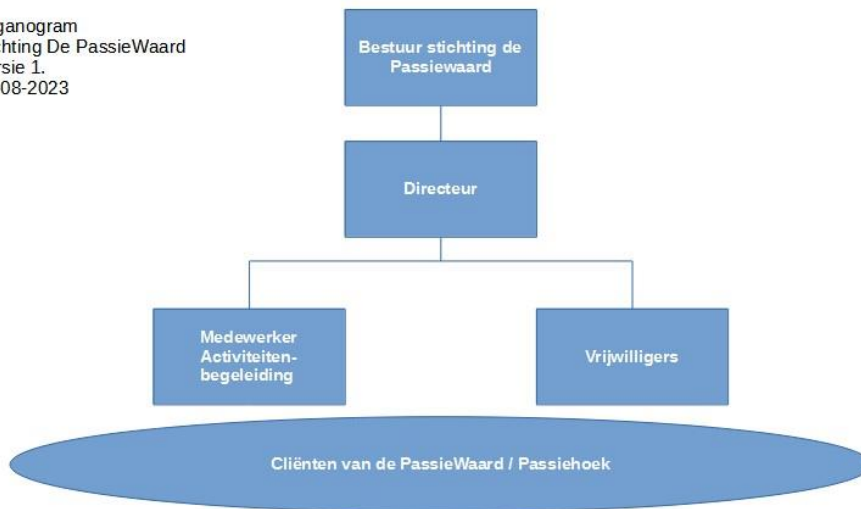 ganogram
chting De PassieWaard
rsie 1.
08-2023
Bestuur stichting de
Passiewaard
Directeur
Medewerker
Activiteiten-
begeleiding
Vrijwilligers
Cliënten van de PassieWaard / Passiehoek